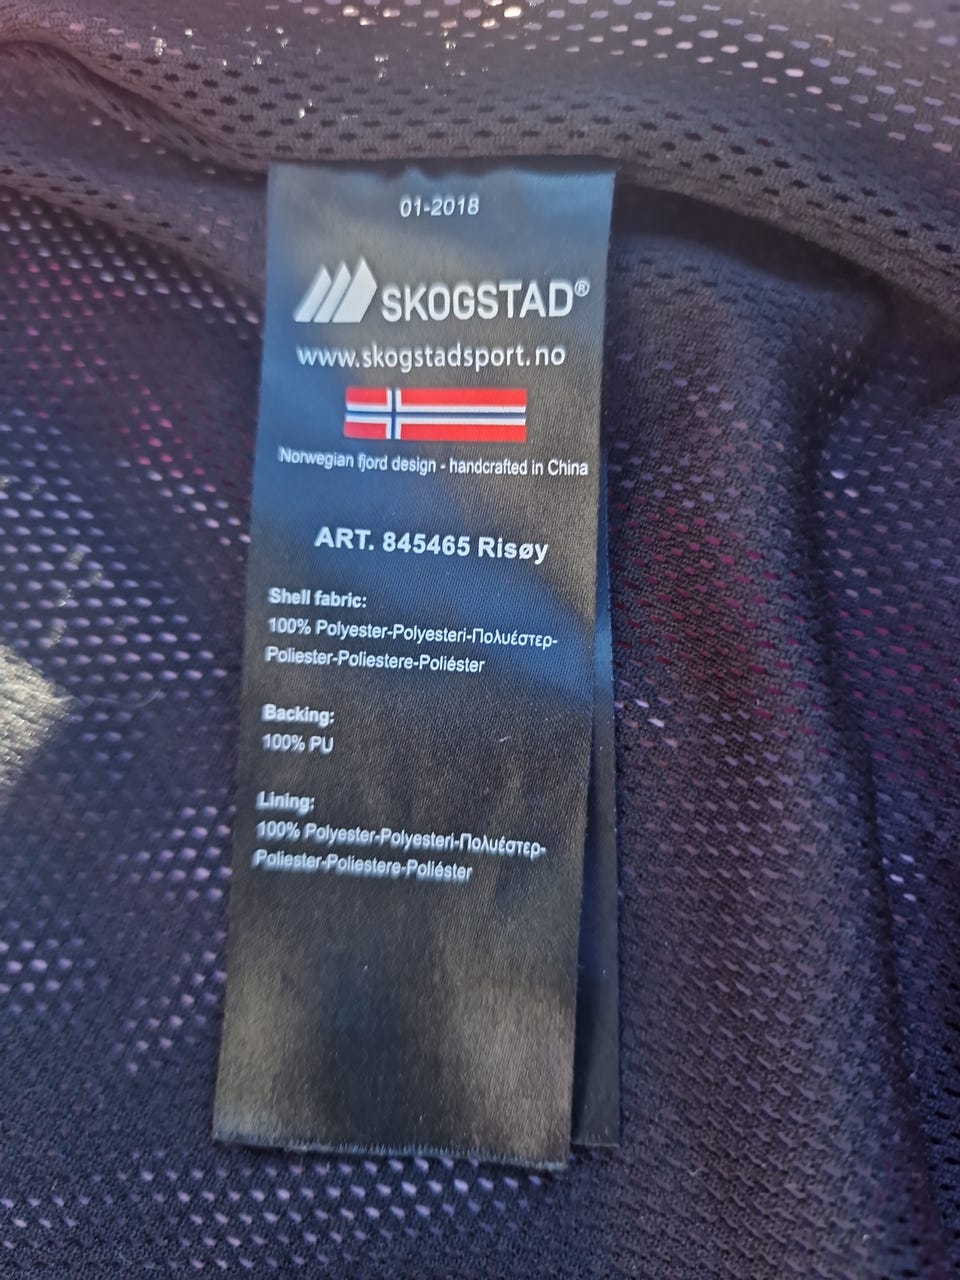 01-2018
SKOGSTAD®
www.skogstadsport.no
Norwegian fjord design - handcrafted in China
ART. 845465 Risøy
Shell fabric:
100% Polyester-Polyesteri-Πολυέστερ-
Poliester-Poliestere-Poliéster
Backing:
100% PU
Lining:
100% Polyester-Polyesteri-Πολυέστερ-
Poliester-Poliestere-Poliéster